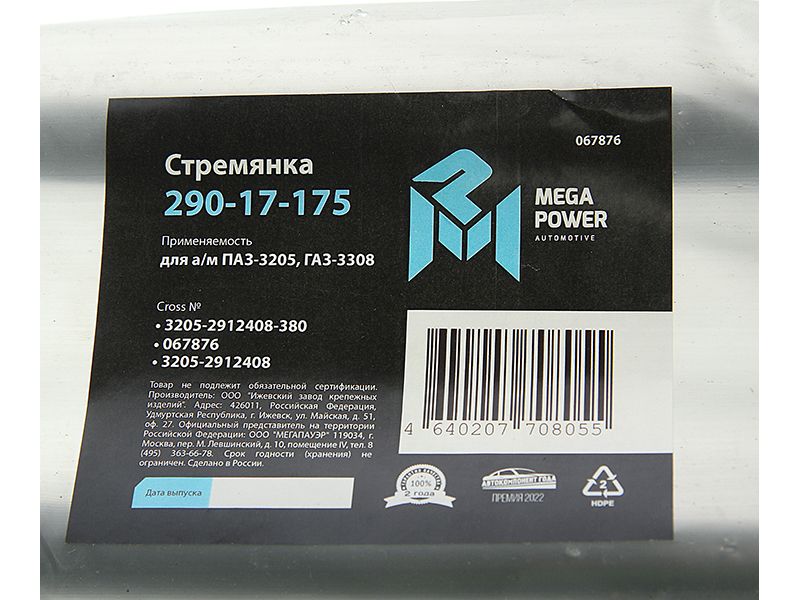 067876
Стремянка
290-17-175
MEGA
POWER
AUTOMOTIVE
Применяемость
для а/м ПАЗ-3205, ГАЗ-3308
Cross №
• 3205-2912408-380
• 067876
• 3205-2912408
Товар не подлежит обязательной сертификации.
Производитель: ООО "Ижевский завод крепежных
изделий". Адрес: 426011, Российская Федерация,
Удмуртская Республика, г. Ижевск, ул. Майская, д. 51,
оф. 27. Официальный представитель на территории
Российской Федерации: ООО "МЕГАПАУЭР" 119034, г.
Москва, пер. М. Левшинский, д. 10, помещение IV, тел. 8
(495) 363-66-78. Срок годности (хранения) не
ограничен. Сделано в России.
4 640207 708055
Дата выпуска
ГАРАНТИЯ КАЧЕСТВА
100%
2 года
АВТОКОМПОНЕНТ ГОДА
ПРЕМИЯ 2022
2
HDPE